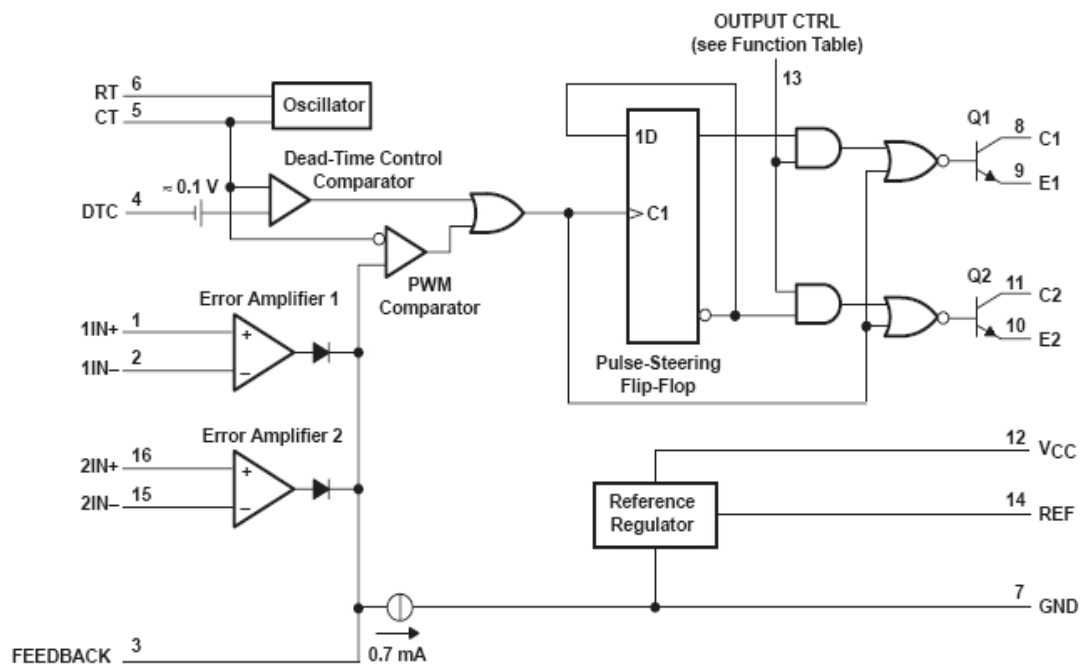 OUTPUT CTRL
(see Function Table)
13
6
RT
5
CT
Oscillator
Dead-Time Control
Comparator
≈ 0.1 V
4
DTC
1D
C1
Q1
8
C1
9
E1
PWM
Comparator
Error Amplifier 1
1
1IN+
2
1IN–
+
–
Q2
11
C2
10
E2
Pulse-Steering
Flip-Flop
Error Amplifier 2
16
2IN+
15
2IN–
+
–
12
VCC
Reference
Regulator
14
REF
7
GND
3
FEEDBACK
0.7 mA